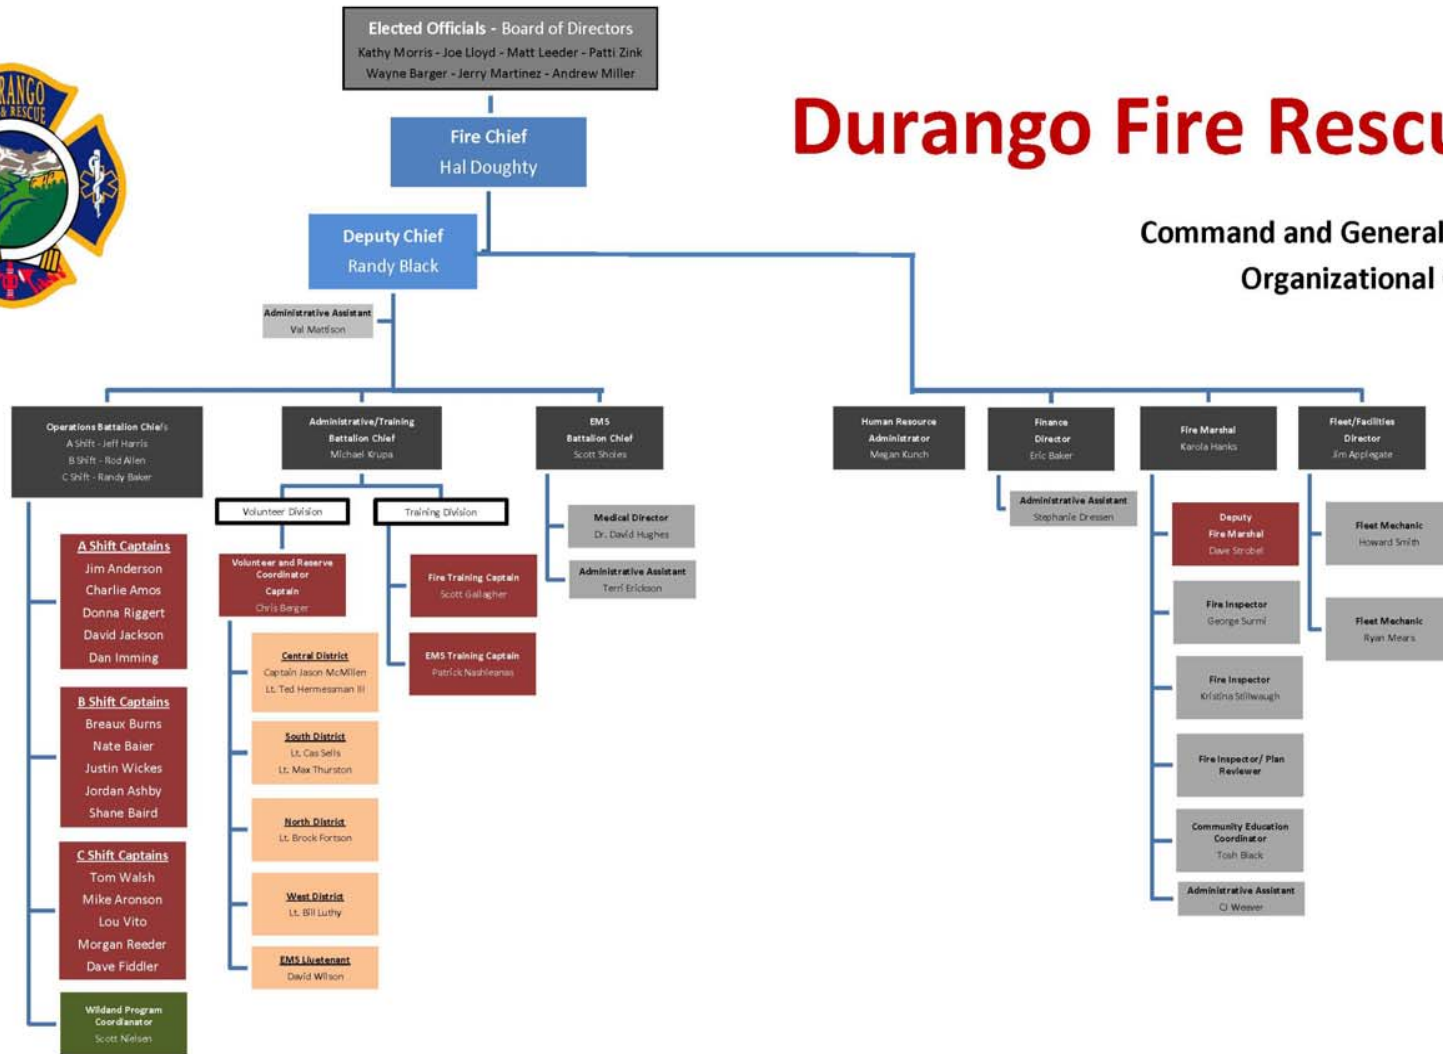 Elected Officials - Board of Directors
Kathy Morris - Joe Lloyd - Matt Leeder - Patti Zink
Wayne Barger - Jerry Martinez - Andrew Miller
Fire Chief
Hal Doughty
Durango Fire Rescu
Command and General
Organizational
RANGO
& RESCUE
Deputy Chief
Randy Black
Administrative Assistant
Val Mattison
Operations Battalion Chiefs
A Shift - Jeff Harris
B Shift - Rod Allen
C Shift - Randy Baker
Administrative/Training
Battalion Chief
Michael Krupa
EMS
Battalion Chief
Scott Sholes
Human Resource
Administrator
Megan Kunch
Finance
Director
Eric Baker
Fire Marshal
Karola Hanks
Fleet/Facilities
Director
Jim Applegate
Volunteer Division
Training Division
A Shift Captains
Jim Anderson
Charlie Amos
Donna Riggert
David Jackson
Dan Imming
B Shift Captains
Breaux Burns
Nate Baier
Justin Wickes
Jordan Ashby
Shane Baird
C Shift Captains
Tom Walsh
Mike Aronson
Lou Vito
Morgan Reeder
Dave Fiddler
Wildand Program
Coordianator
Scott Nielsen
Volunteer and Reserve
Coordinator
Captain
Chris Berger
Central District
Captain Jason McMillen
Lt. Ted Hermessman III
South District
Lt. Cas Sells
Lt. Max Thurston
North District
Lt. Brock Fortson
West District
Lt. Bill Luthy
EMS Liuetenant
David Wilson
Fire Training Captain
Scott Gallagher
EMS Training Captain
Patrick Nashleanas
Medical Director
Dr. David Hughes
Administrative Assistant
Terri Erickson
Administrative Assistant
Stephanie Dressen
Deputy
Fire Marshal
Dave Strobel
Fire Inspector
George Surmi
Fire Inspector
Kristina Stillwaugh
Fire Inspector/ Plan
Reviewer
Community Education
Coordinator
Tosh Black
Administrative Assistant
CJ Weaver
Fleet Mechanic
Howard Smith
Fleet Mechanic
Ryan Mears